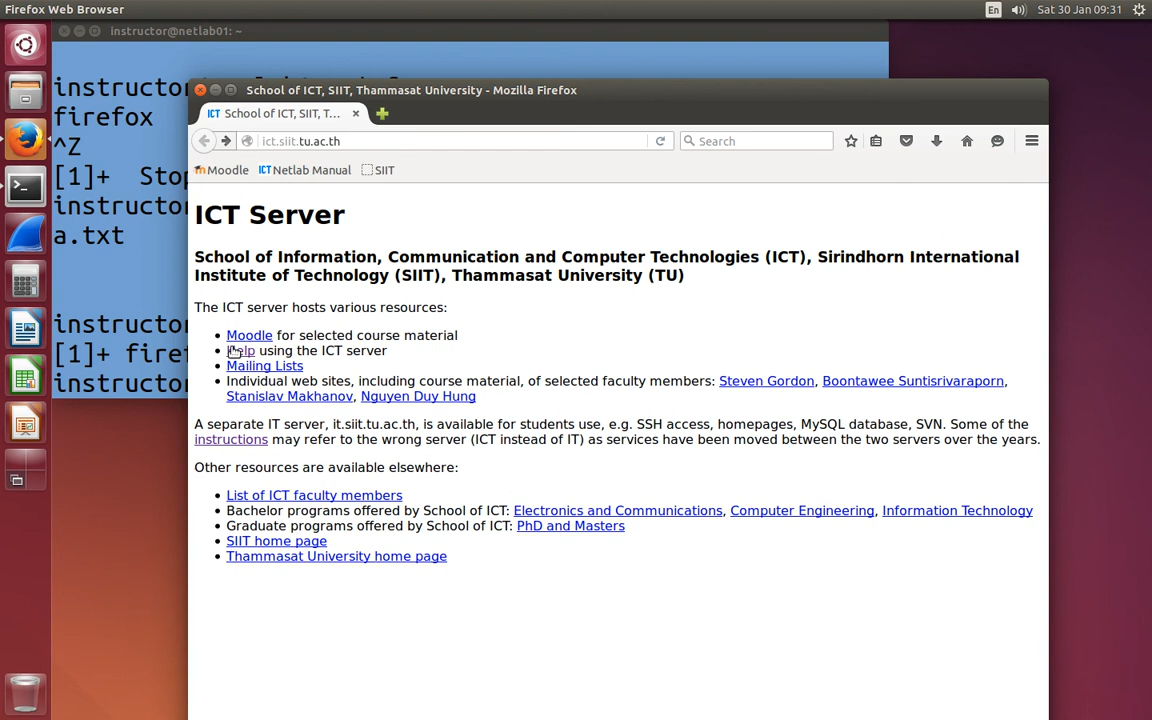 Firefox Web Browser
En
Sat 30 Jan 09:31
instructor@netlab01: ~
instructor
firefox
^Z
[1]+ Stop
instructor
a.txt
instructor
[1]+ firef
instructor
School of ICT, SIIT, Thammasat University - Mozilla Firefox
ICT School of ICT, SIIT, T...
ict.siit.tu.ac.th
Search
Moodle ICT Netlab Manual SIIT
ICT Server
School of Information, Communication and Computer Technologies (ICT), Sirindhorn International
Institute of Technology (SIIT), Thammasat University (TU)
The ICT server hosts various resources:
• Moodle for selected course material
• Help using the ICT server
• Mailing Lists
• Individual web sites, including course material, of selected faculty members: Steven Gordon, Boontawee Suntisrivaraporn,
Stanislav Makhanov, Nguyen Duy Hung
A separate IT server, it.siit.tu.ac.th, is available for students use, e.g. SSH access, homepages, MySQL database, SVN. Some of the
instructions may refer to the wrong server (ICT instead of IT) as services have been moved between the two servers over the years.
Other resources are available elsewhere:
• List of ICT faculty members
• Bachelor programs offered by School of ICT: Electronics and Communications, Computer Engineering, Information Technology
• Graduate programs offered by School of ICT: PhD and Masters
• SIIT home page
• Thammasat University home page